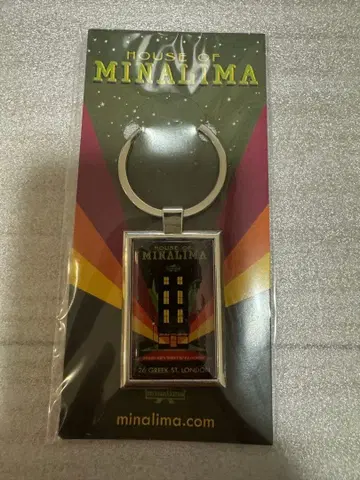 HOUSE OF
MINALIMA
HOUSE OF
MINALIMA
26 GREEK ST. LONDON
minalima.com